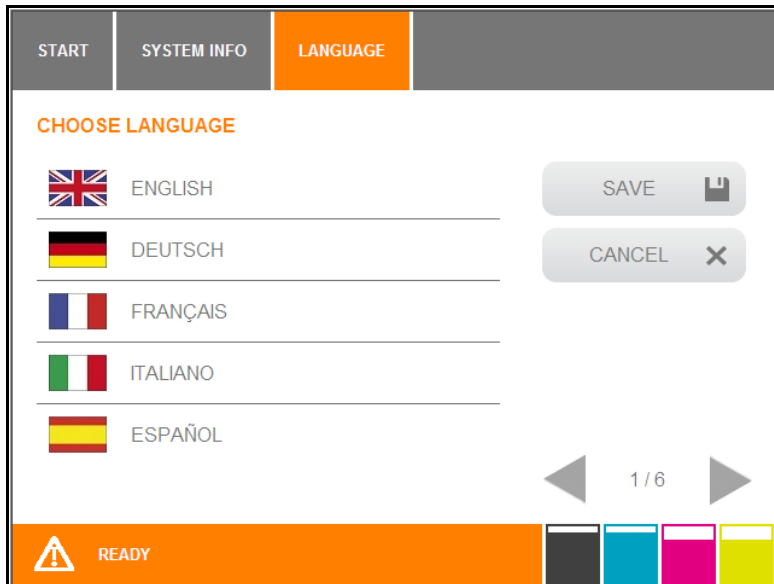 START SYSTEM INFO LANGUAGE
CHOOSE LANGUAGE
ENGLISH
SAVE
DEUTSCH
CANCEL
FRANÇAIS
ITALIANO
ESPAÑOL
1 / 6
READY